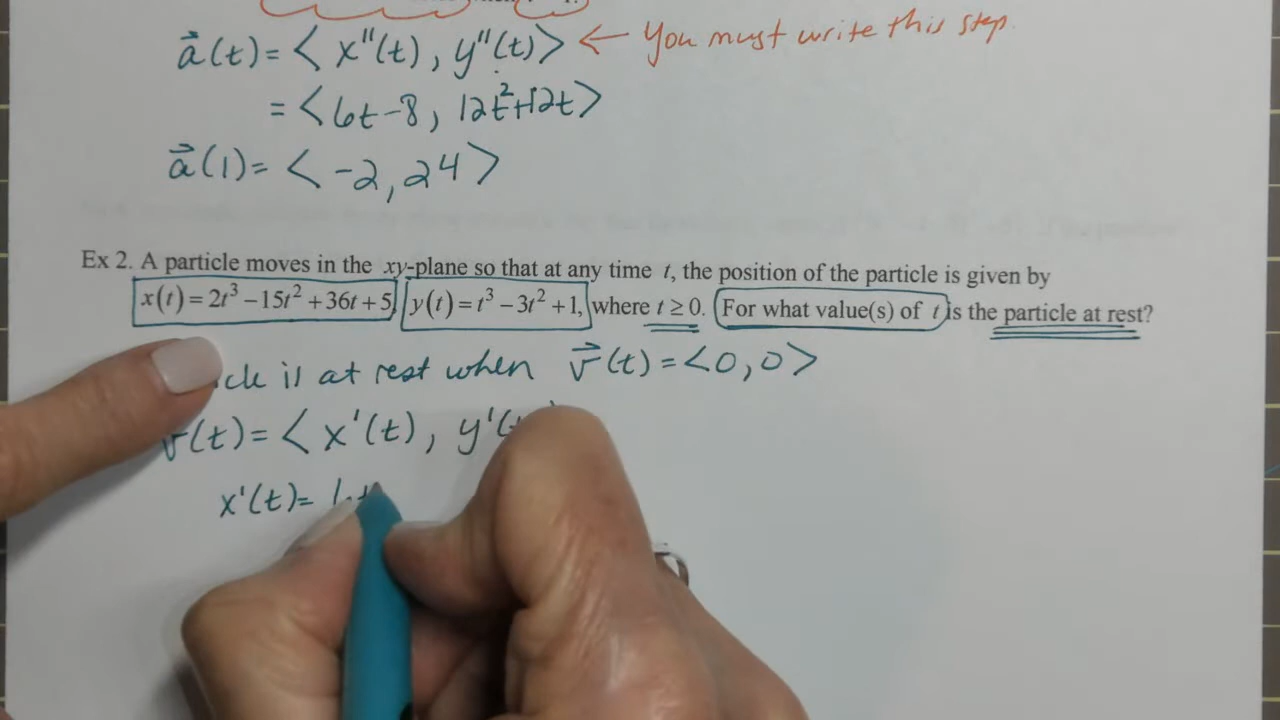 a⃗(t)= < x"(t), y"(t)> ← You must write this step.
= <6t-8, 12t²+12t>
a⃗(1)= < -2, 24 >
Ex 2. A particle moves in the xy-plane so that at any time t, the position of the particle is given by
x(t) = 2t³ −15t² +36t +5, y(t) = t³ −3t² +1, where t ≥ 0. For what value(s) of t is the particle at rest?
is at rest when v⃗(t)=<0,0>
(t)= < x'(t), y'(
x'(t)=